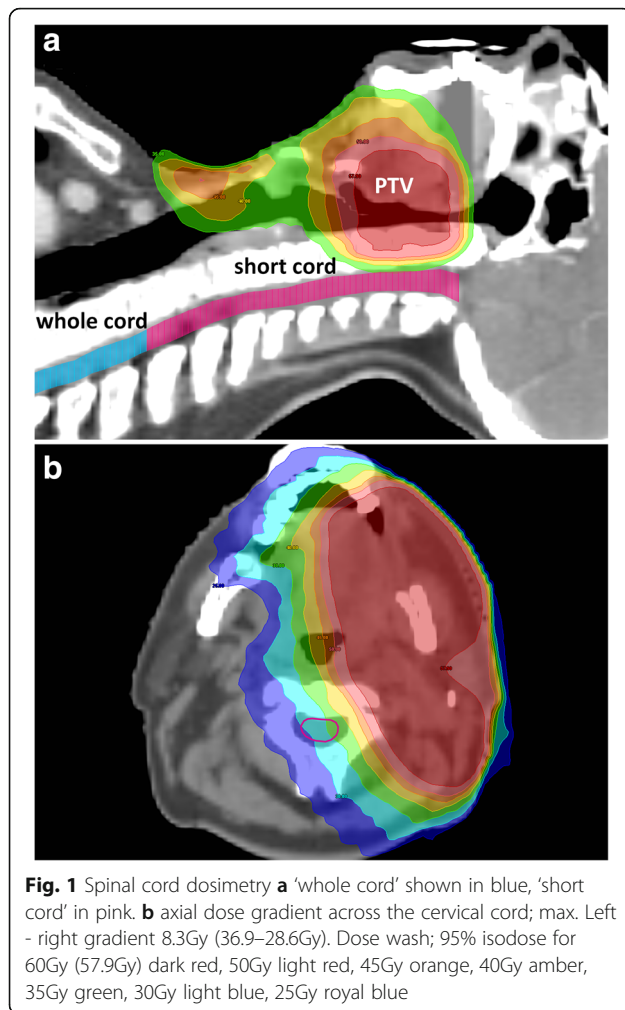 a
PTV
short cord
whole cord
b
Fig. 1 Spinal cord dosimetry a 'whole cord' shown in blue, 'short
cord' in pink. b axial dose gradient across the cervical cord; max. Left
- right gradient 8.3Gy (36.9–28.6Gy). Dose wash; 95% isodose for
60Gy (57.9Gy) dark red, 50Gy light red, 45Gy orange, 40Gy amber,
35Gy green, 30Gy light blue, 25Gy royal blue